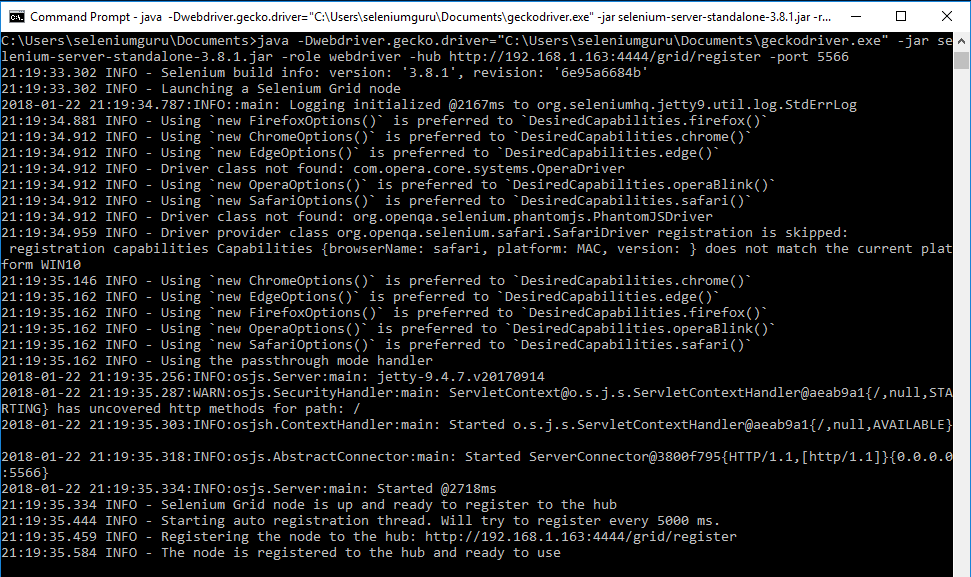 Command Prompt - java -Dwebdriver.gecko.driver="C:\Users\seleniumguru\Documents\geckodriver.exe" -jar selenium-server-standalone-3.8.1.jar -r...
C:\Users\seleniumguru\Documents>java -Dwebdriver.gecko.driver="C:\Users\seleniumguru\Documents\geckodriver.exe" -jar se
lenium-server-standalone-3.8.1.jar -role webdriver -hub http://192.168.1.163:4444/grid/register -port 5566
21:19:33.302 INFO - Selenium build info: version: '3.8.1', revision: '6e95a6684b'
21:19:33.302 INFO - Launching a Selenium Grid node
2018-01-22 21:19:34.787:INFO::main: Logging initialized @2167ms to org.seleniumhq.jetty9.util.log.StdErrLog
21:19:34.881 INFO - Using `new FirefoxOptions()` is preferred to `DesiredCapabilities.firefox()`
21:19:34.912 INFO - Using `new ChromeOptions()` is preferred to `DesiredCapabilities.chrome()`
21:19:34.912 INFO - Using `new EdgeOptions()` is preferred to `DesiredCapabilities.edge()`
21:19:34.912 INFO - Driver class not found: com.opera.core.systems.OperaDriver
21:19:34.912 INFO - Using `new OperaOptions()` is preferred to `DesiredCapabilities.operaBlink()`
21:19:34.912 INFO - Using `new SafariOptions()` is preferred to `DesiredCapabilities.safari()`
21:19:34.912 INFO - Driver class not found: org.openqa.selenium.phantomjs.PhantomJSDriver
21:19:34.959 INFO - Driver provider class org.openqa.selenium.safari.SafariDriver registration is skipped:
 registration capabilities Capabilities {browserName: safari, platform: MAC, version: } does not match the current plat
form WIN10
21:19:35.146 INFO - Using `new ChromeOptions()` is preferred to `DesiredCapabilities.chrome()`
21:19:35.162 INFO - Using `new EdgeOptions()` is preferred to `DesiredCapabilities.edge()`
21:19:35.162 INFO - Using `new FirefoxOptions()` is preferred to `DesiredCapabilities.firefox()`
21:19:35.162 INFO - Using `new OperaOptions()` is preferred to `DesiredCapabilities.operaBlink()`
21:19:35.162 INFO - Using `new SafariOptions()` is preferred to `DesiredCapabilities.safari()`
21:19:35.162 INFO - Using the passthrough mode handler
2018-01-22 21:19:35.256:INFO:osjs.Server:main: jetty-9.4.7.v20170914
2018-01-22 21:19:35.287:WARN:osjs.SecurityHandler:main: ServletContext@o.s.j.s.ServletContextHandler@aeab9a1{/,null,STA
RTING} has uncovered http methods for path: /
2018-01-22 21:19:35.303:INFO:osjsh.ContextHandler:main: Started o.s.j.s.ServletContextHandler@aeab9a1{/,null,AVAILABLE}
2018-01-22 21:19:35.318:INFO:osjs.AbstractConnector:main: Started ServerConnector@3800f795{HTTP/1.1,[http/1.1]}{0.0.0.0
:5566}
2018-01-22 21:19:35.334:INFO:osjs.Server:main: Started @2718ms
21:19:35.334 INFO - Selenium Grid node is up and ready to register to the hub
21:19:35.444 INFO - Starting auto registration thread. Will try to register every 5000 ms.
21:19:35.459 INFO - Registering the node to the hub: http://192.168.1.163:4444/grid/register
21:19:35.584 INFO - The node is registered to the hub and ready to use